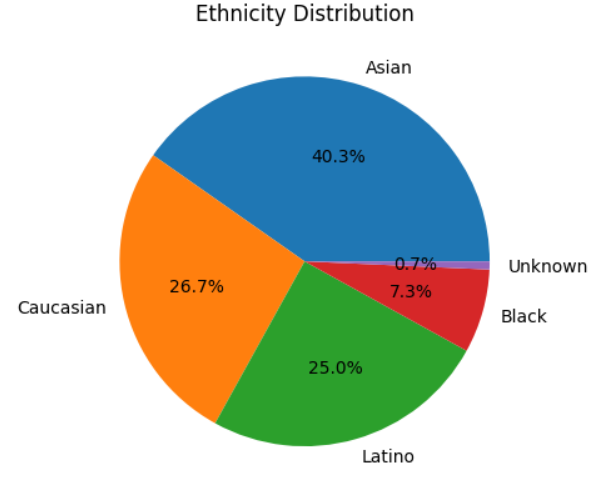 Ethnicity Distribution
Asian
40.3%
26.7%
Caucasian
25.0%
Latino
7.3%
Black
0.7%
Unknown